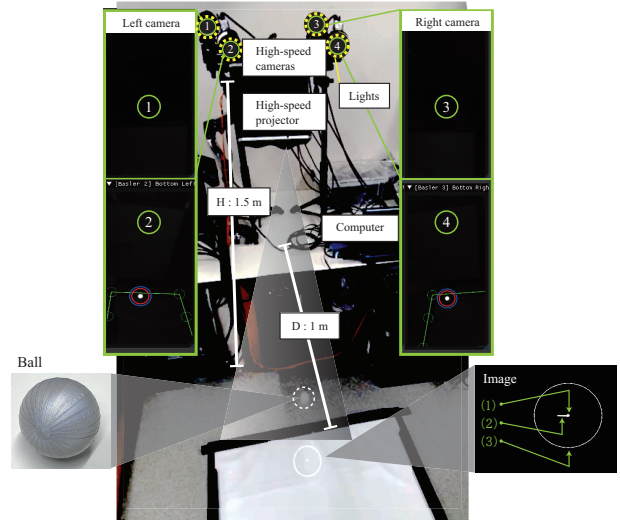 Left camera
Right camera
1
2
3
4
High-speed
cameras
High-speed
projector
Lights
1
3
▼ [Basler 2] Bottom Left
▼ [Basler 3] Bottom Righ
2
4
H : 1.5 m
Computer
D : 1 m
Ball
Image
(1)
(2)
(3)